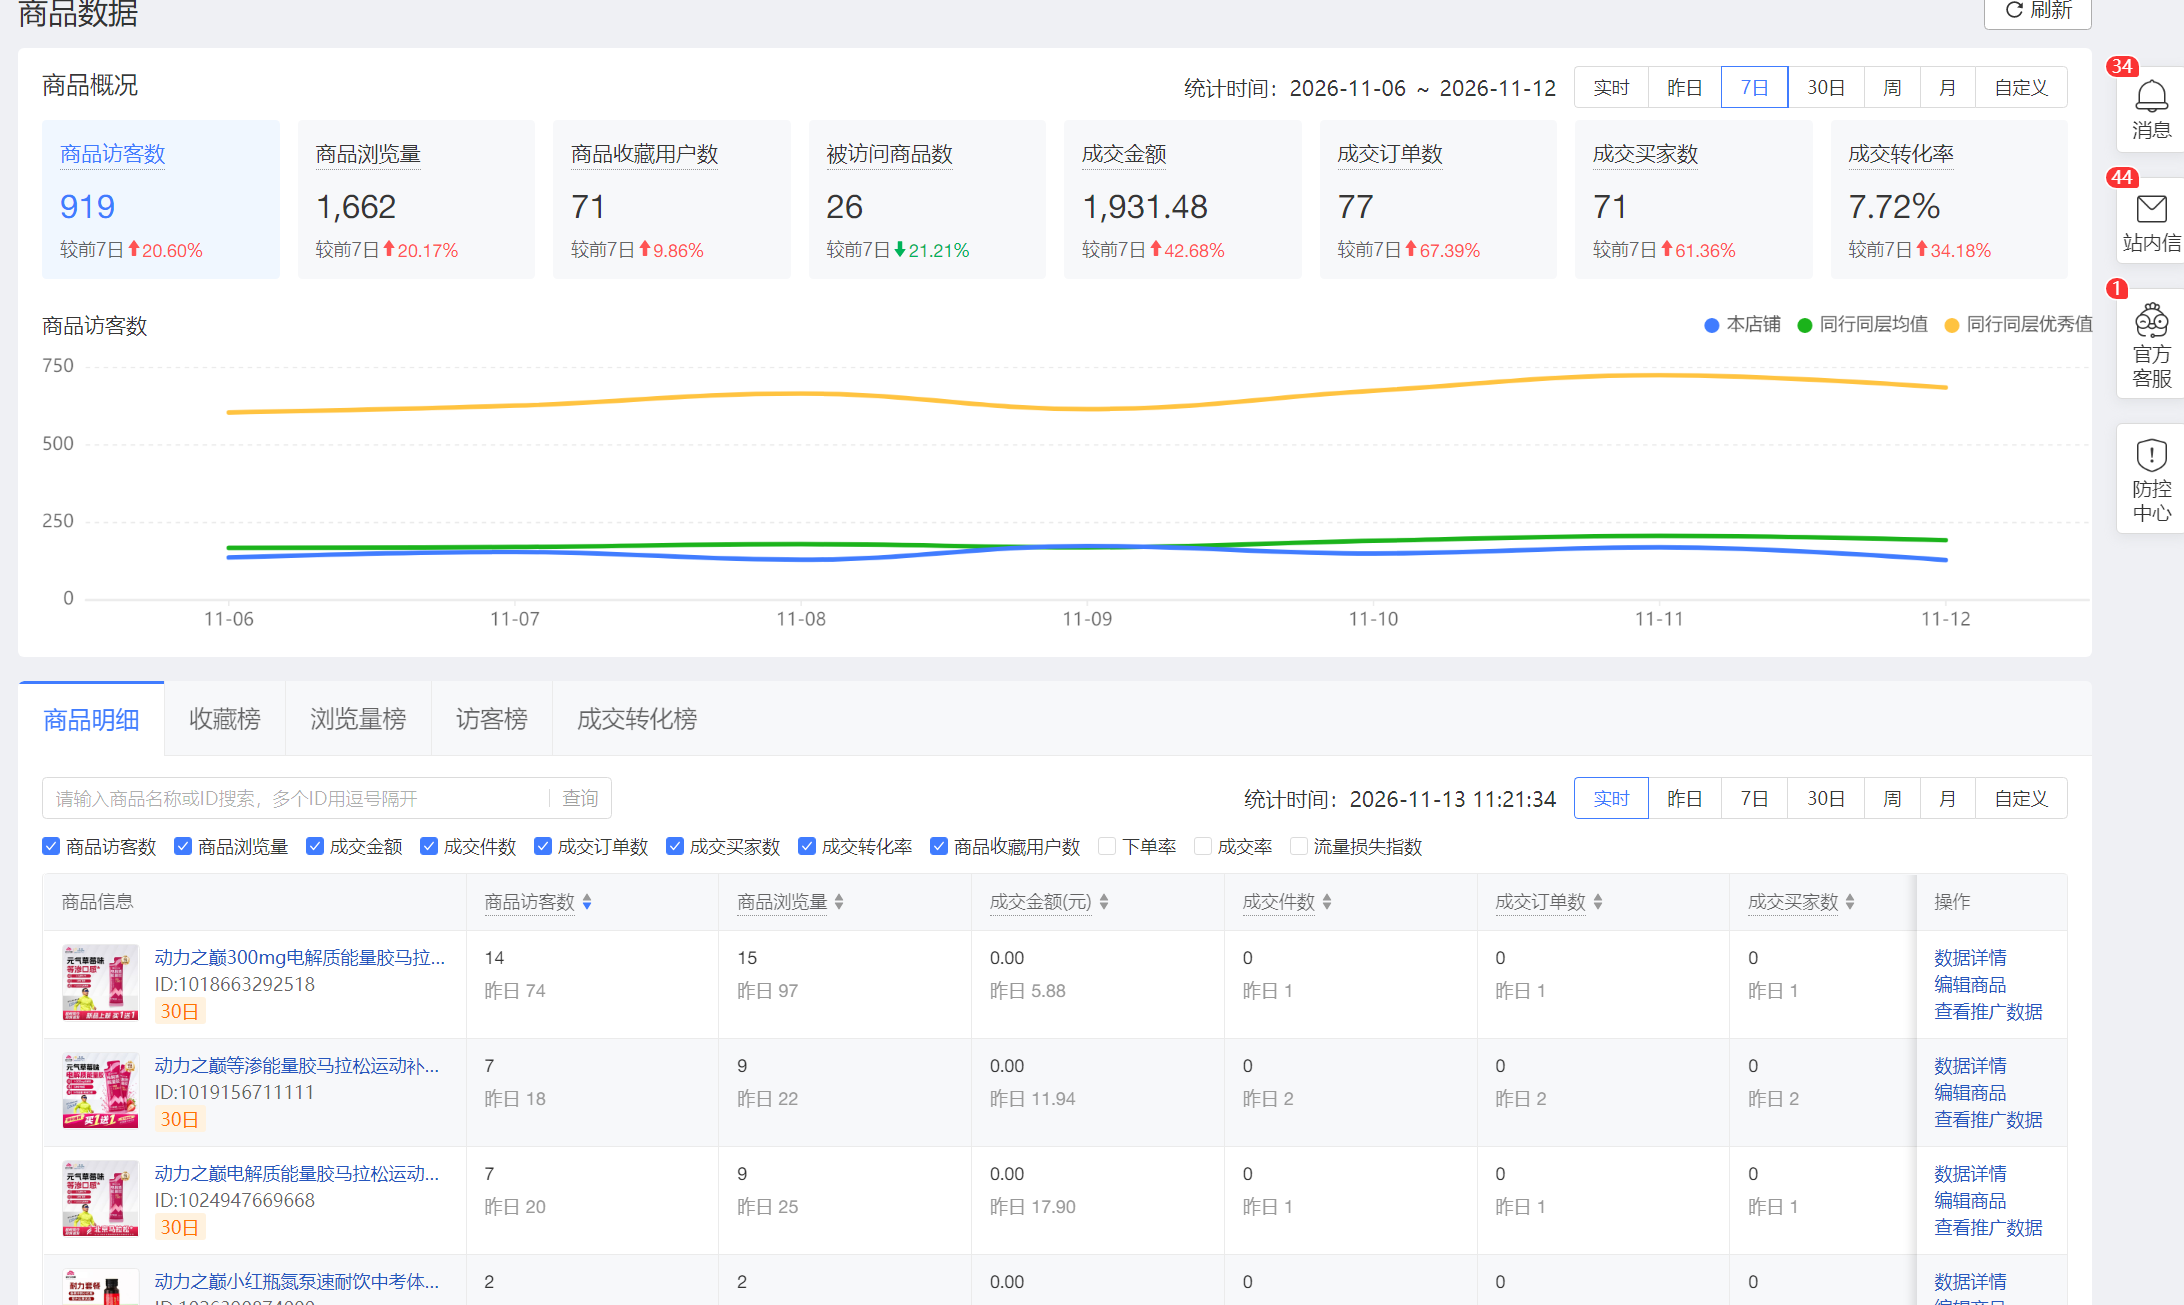 商品数据
刷新
商品概况
统计时间：2026-11-06 ~ 2026-11-12
实时 昨日 7日 30日 周 月 自定义
商品访客数 商品浏览量 商品收藏用户数 被访问商品数 成交金额 成交订单数 成交买家数 成交转化率
919 1,662 71 26 1,931.48 77 71 7.72%
较前7日 20.60% 较前7日 20.17% 较前7日 9.86% 较前7日 21.21% 较前7日 42.68% 较前7日 67.39% 较前7日 61.36% 较前7日 34.18%
商品访客数
本店铺 同行同层均值 同行同层优秀值
750
500
250
0
11-06 11-07 11-08 11-09 11-10 11-11 11-12
34
消息
44
站内信
1
官方
客服
防控
中心
商品明细 收藏榜 浏览量榜 访客榜 成交转化榜
请输入商品名称或ID搜索，多个ID用逗号隔开 查询
统计时间：2026-11-13 11:21:34
实时 昨日 7日 30日 周 月 自定义
商品访客数 商品浏览量 成交金额 成交件数 成交订单数 成交买家数 成交转化率 商品收藏用户数 下单率 成交率 流量损失指数
商品信息 商品访客数 商品浏览量 成交金额(元) 成交件数 成交订单数 成交买家数 操作
动力之巅300mg电解质能量胶马拉... 14 15 0.00 0 0 0 数据详情
ID:1018663292518 昨日 74 昨日 97 昨日 5.88 昨日 1 昨日 1 昨日 1 编辑商品
30日 查看推广数据
动力之巅等渗能量胶马拉松运动补... 7 9 0.00 0 0 0 数据详情
ID:1019156711111 昨日 18 昨日 22 昨日 11.94 昨日 2 昨日 2 昨日 2 编辑商品
30日 查看推广数据
动力之巅电解质能量胶马拉松运动... 7 9 0.00 0 0 0 数据详情
ID:1024947669668 昨日 20 昨日 25 昨日 17.90 昨日 1 昨日 1 昨日 1 编辑商品
30日 查看推广数据
动力之巅小红瓶氮泵速耐饮中考体... 2 2 0.00 0 0 0 数据详情